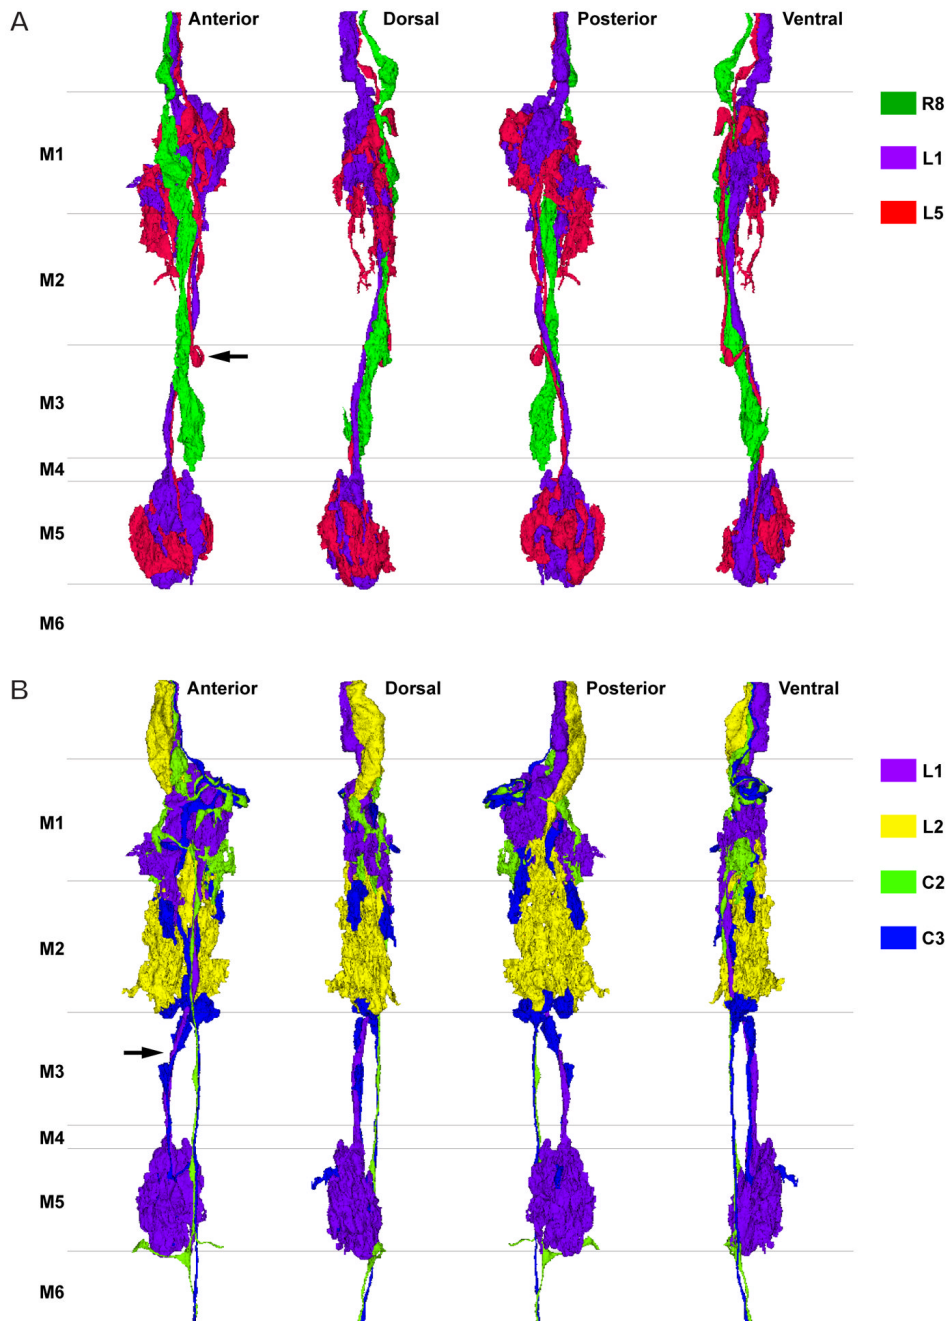 A
Anterior Dorsal Posterior Ventral
R8
M1
L1
L5
M2
M3
M4
M5
M6
B
Anterior Dorsal Posterior Ventral
L1
M1
L2
C2
M2
C3
M3
M4
M5
M6